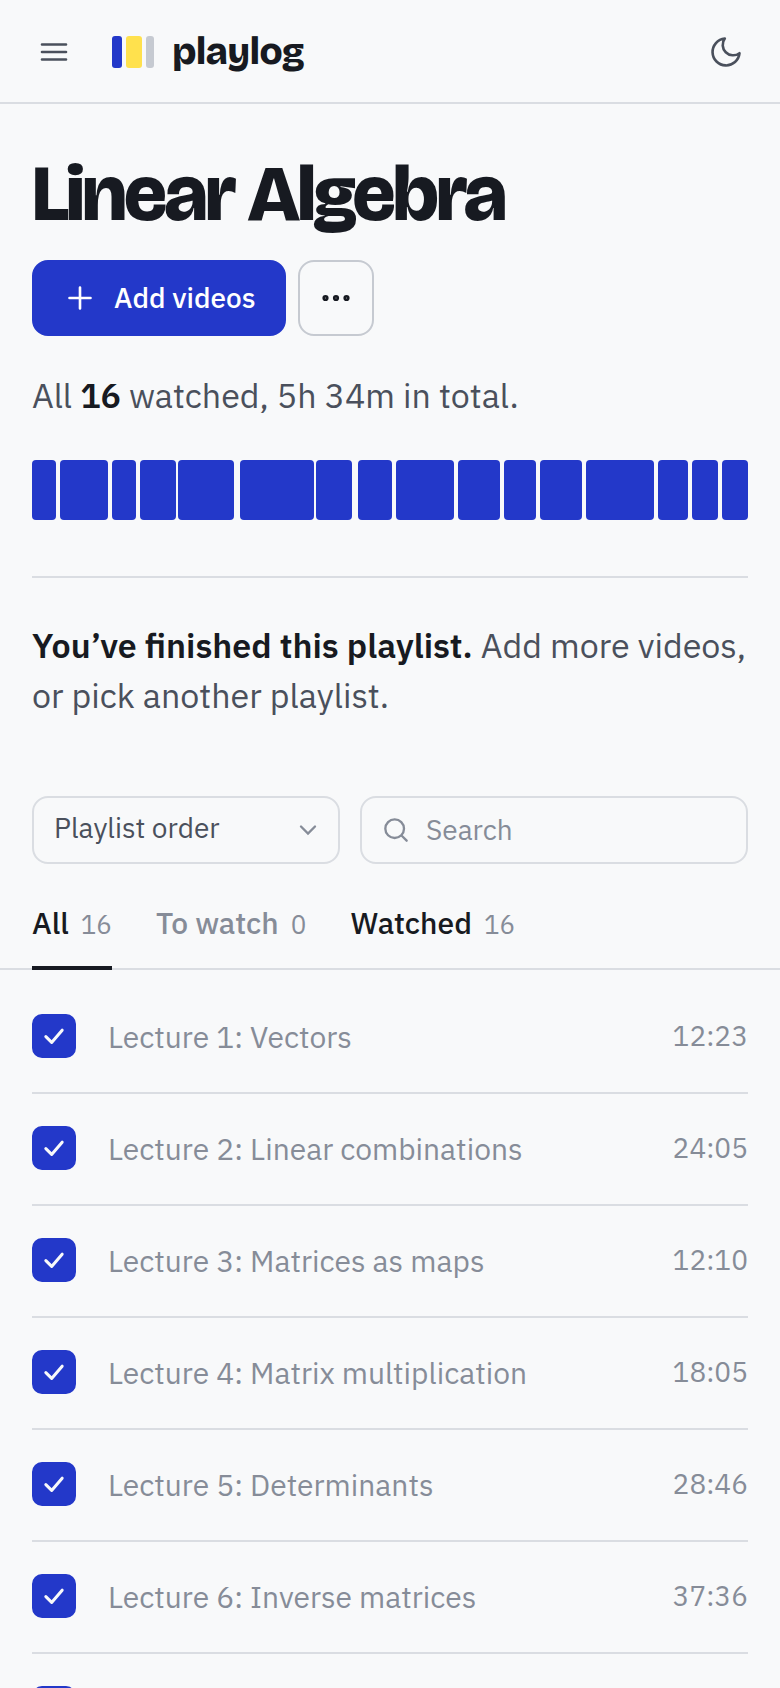 playlog
Linear Algebra
Add videos
All 16 watched, 5h 34m in total.
You’ve finished this playlist. Add more videos,
or pick another playlist.
Playlist order
Search
All 16 To watch 0 Watched 16
Lecture 1: Vectors 12:23
Lecture 2: Linear combinations 24:05
Lecture 3: Matrices as maps 12:10
Lecture 4: Matrix multiplication 18:05
Lecture 5: Determinants 28:46
Lecture 6: Inverse matrices 37:36